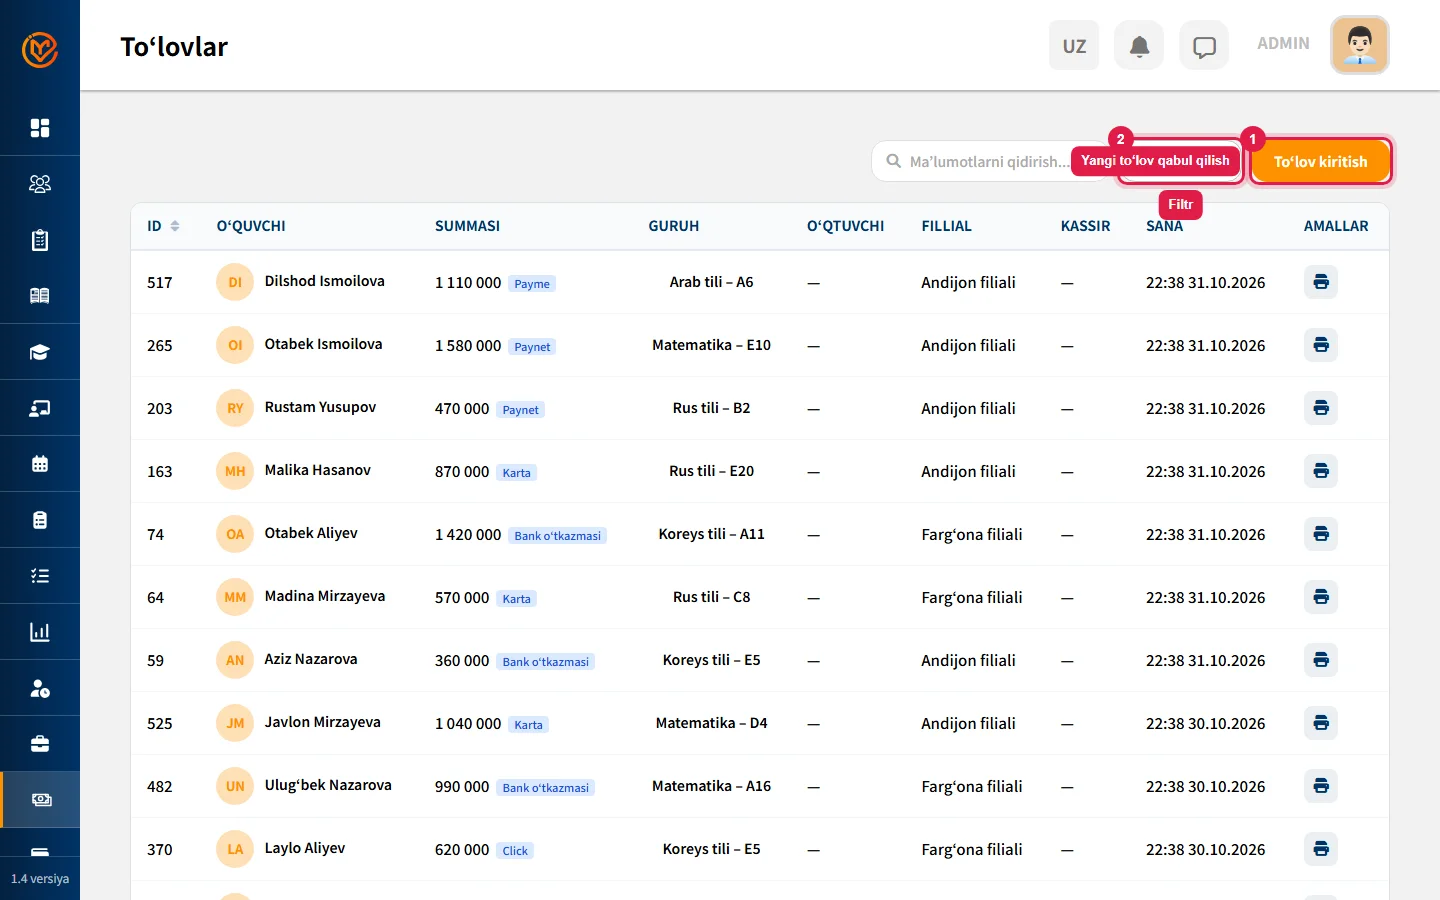 To‘lovlar
UZ
ADMIN
Ma’lumotlarni qidirish...
2
Yangi to‘lov qabul qilish
1
To‘lov kiritish
Filtr
ID O‘QUVCHI SUMMASI GURUH O‘QTUVCHI FILLIAL KASSIR SANA AMALLAR
517 DI Dilshod Ismoilova 1 110 000 Payme Arab tili – A6 — Andijon filiali — 22:38 31.10.2026
265 OI Otabek Ismoilova 1 580 000 Paynet Matematika – E10 — Andijon filiali — 22:38 31.10.2026
203 RY Rustam Yusupov 470 000 Paynet Rus tili – B2 — Andijon filiali — 22:38 31.10.2026
163 MH Malika Hasanov 870 000 Karta Rus tili – E20 — Andijon filiali — 22:38 31.10.2026
74 OA Otabek Aliyev 1 420 000 Bank o‘tkazmasi Koreys tili – A11 — Farg‘ona filiali — 22:38 31.10.2026
64 MM Madina Mirzayeva 570 000 Karta Rus tili – C8 — Farg‘ona filiali — 22:38 31.10.2026
59 AN Aziz Nazarova 360 000 Bank o‘tkazmasi Koreys tili – E5 — Andijon filiali — 22:38 31.10.2026
525 JM Javlon Mirzayeva 1 040 000 Karta Matematika – D4 — Andijon filiali — 22:38 30.10.2026
482 UN Ulug‘bek Nazarova 990 000 Bank o‘tkazmasi Matematika – A16 — Farg‘ona filiali — 22:38 30.10.2026
370 LA Laylo Aliyev 620 000 Click Koreys tili – E5 — Farg‘ona filiali — 22:38 30.10.2026
1.4 versiya